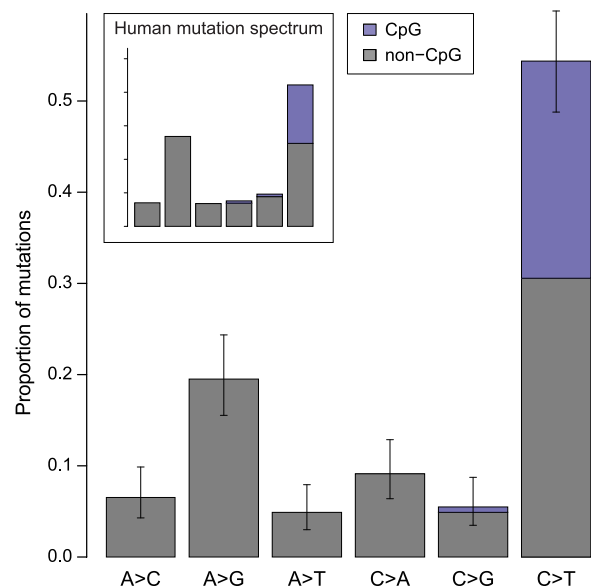 Human mutation spectrum
CpG
non−CpG
Proportion of mutations
0.5
0.4
0.3
0.2
0.1
0.0
A>C A>G A>T C>A C>G C>T